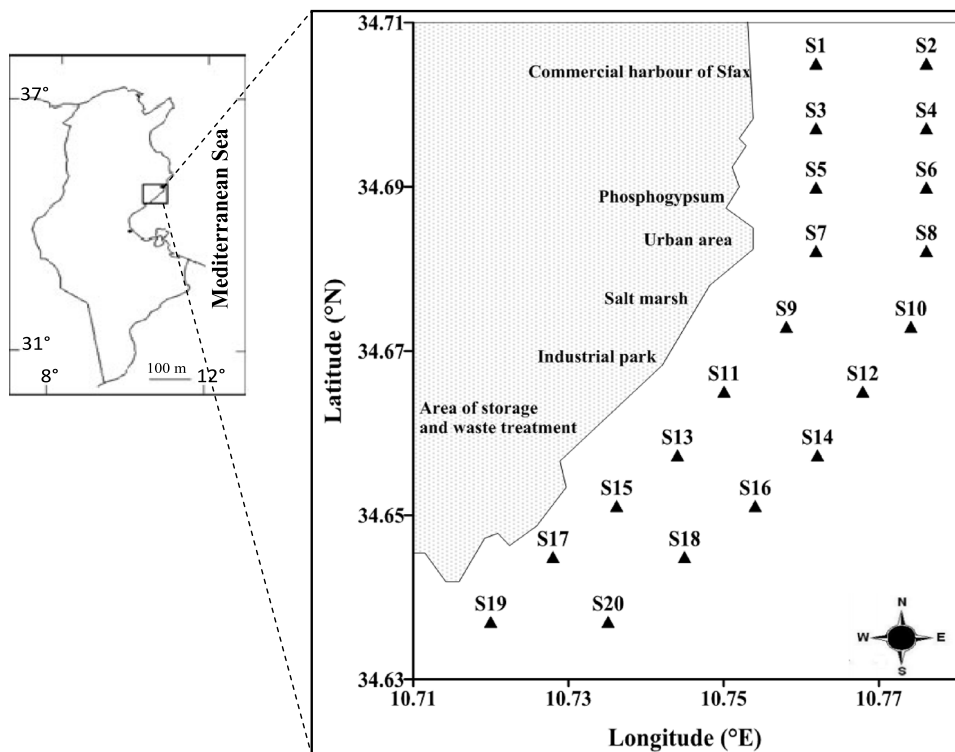 37°
31°
8°
12°
100 m
Mediterranean Sea
34.71
34.69
34.67
34.65
34.63
Latitude (°N)
10.71
10.73
10.75
10.77
Longitude (°E)
Commercial harbour of Sfax
Phosphogypsum
Urban area
Salt marsh
Industrial park
Area of storage
and waste treatment
S1
S2
S3
S4
S5
S6
S7
S8
S9
S10
S11
S12
S13
S14
S15
S16
S17
S18
S19
S20
N
W
E
S